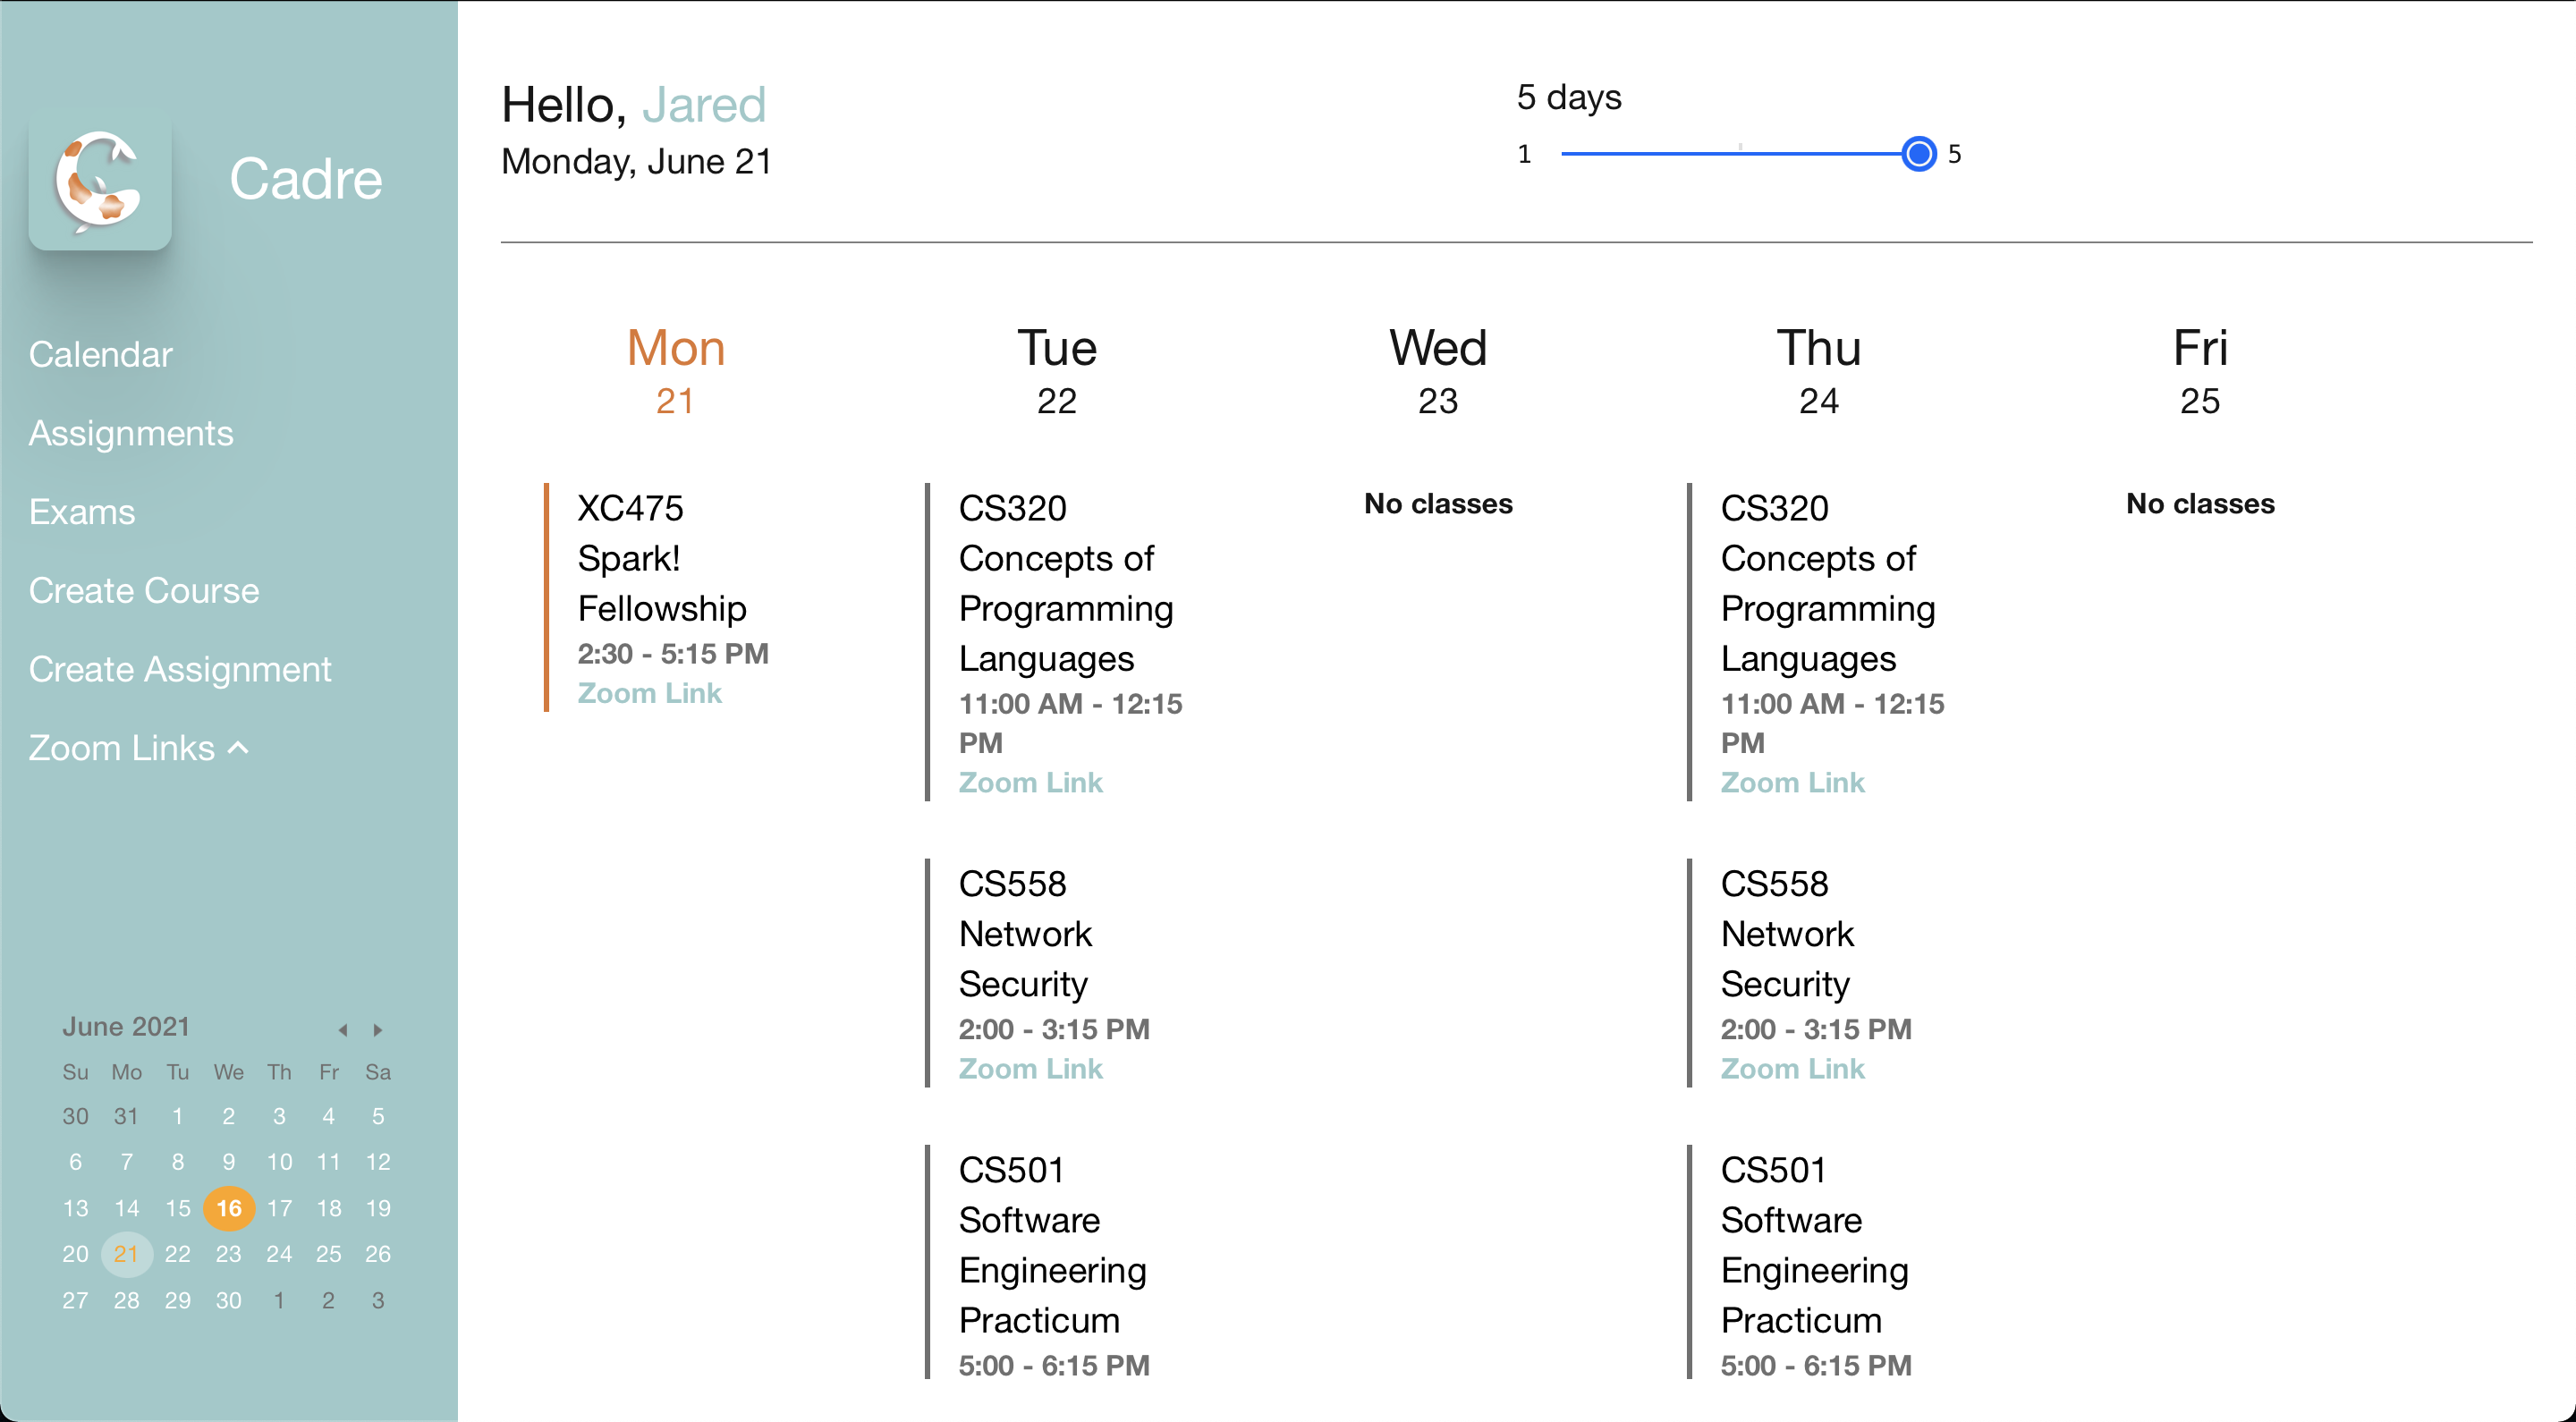 Cadre
Calendar
Assignments
Exams
Create Course
Create Assignment
Zoom Links
June 2021
Su Mo Tu We Th Fr Sa
30 31 1 2 3 4 5
6 7 8 9 10 11 12
13 14 15 16 17 18 19
20 21 22 23 24 25 26
27 28 29 30 1 2 3
Hello, Jared
Monday, June 21
5 days
1 5
Mon
21
XC475
Spark!
Fellowship
2:30 - 5:15 PM
Zoom Link
Tue
22
CS320
Concepts of
Programming
Languages
11:00 AM - 12:15
PM
Zoom Link
CS558
Network
Security
2:00 - 3:15 PM
Zoom Link
CS501
Software
Engineering
Practicum
5:00 - 6:15 PM
Wed
23
No classes
Thu
24
CS320
Concepts of
Programming
Languages
11:00 AM - 12:15
PM
Zoom Link
CS558
Network
Security
2:00 - 3:15 PM
Zoom Link
CS501
Software
Engineering
Practicum
5:00 - 6:15 PM
Fri
25
No classes